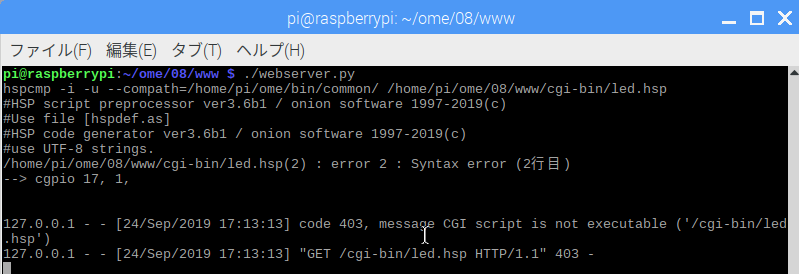 pi@raspberrypi: ~/ome/08/www
ファイル(F) 編集(E) タブ(T) ヘルプ(H)
pi@raspberrypi:~/ome/08/www $ ./webserver.py
hspcmp -i -u --compath=/home/pi/ome/bin/common/ /home/pi/ome/08/www/cgi-bin/led.hsp
#HSP script preprocessor ver3.6b1 / onion software 1997-2019(c)
#Use file [hspdef.as]
#HSP code generator ver3.6b1 / onion software 1997-2019(c)
#use UTF-8 strings.
/home/pi/ome/08/www/cgi-bin/led.hsp(2) : error 2 : Syntax error (2行目)
--> cgpio 17, 1,
127.0.0.1 - - [24/Sep/2019 17:13:13] code 403, message CGI script is not executable ('/cgi-bin/led
.hsp')
127.0.0.1 - - [24/Sep/2019 17:13:13] "GET /cgi-bin/led.hsp HTTP/1.1" 403 -